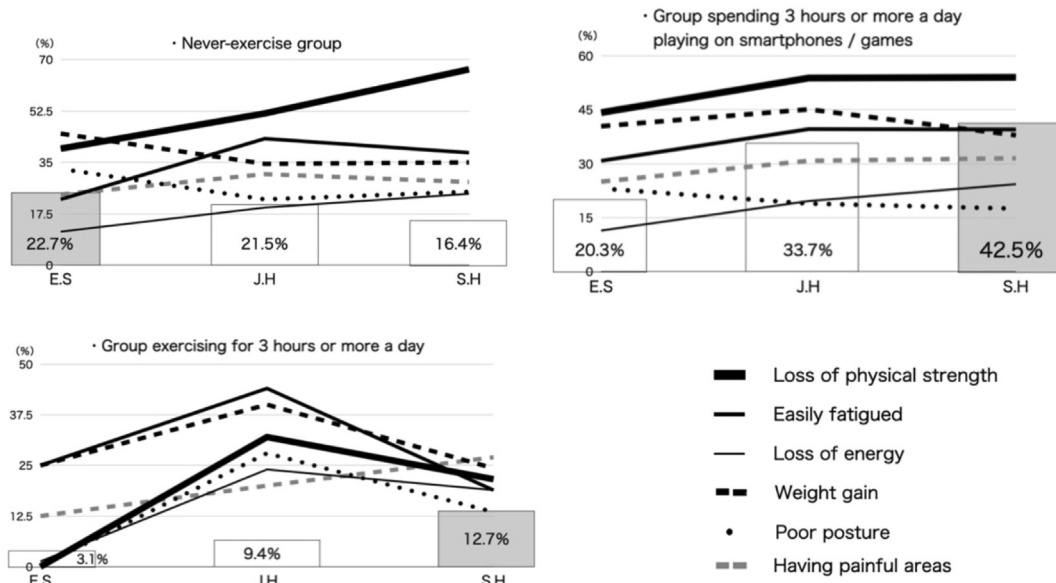 · Never-exercise group
(%)
70
52.5
35
17.5
0
22.7%
21.5%
16.4%
E.S
J.H
S.H
· Group spending 3 hours or more a day
playing on smartphones / games
(%)
60
45
30
15
0
20.3%
33.7%
42.5%
E.S
J.H
S.H
· Group exercising for 3 hours or more a day
(%)
50
37.5
25
12.5
0
3.1%
9.4%
12.7%
E.S
J.H
S.H
Loss of physical strength
Easily fatigued
Loss of energy
Weight gain
Poor posture
Having painful areas